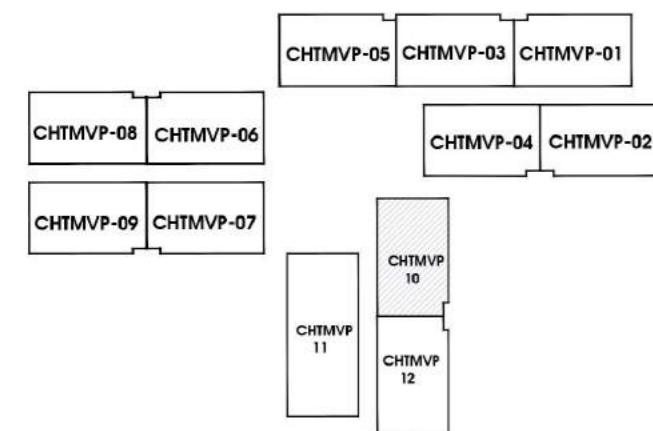 CHTMVP-05 CHTMVP-03 CHTMVP-01
CHTMVP-08 CHTMVP-06
CHTMVP-04 CHTMVP-02
CHTMVP-09 CHTMVP-07
CHTMVP
10
CHTMVP
11
CHTMVP
12